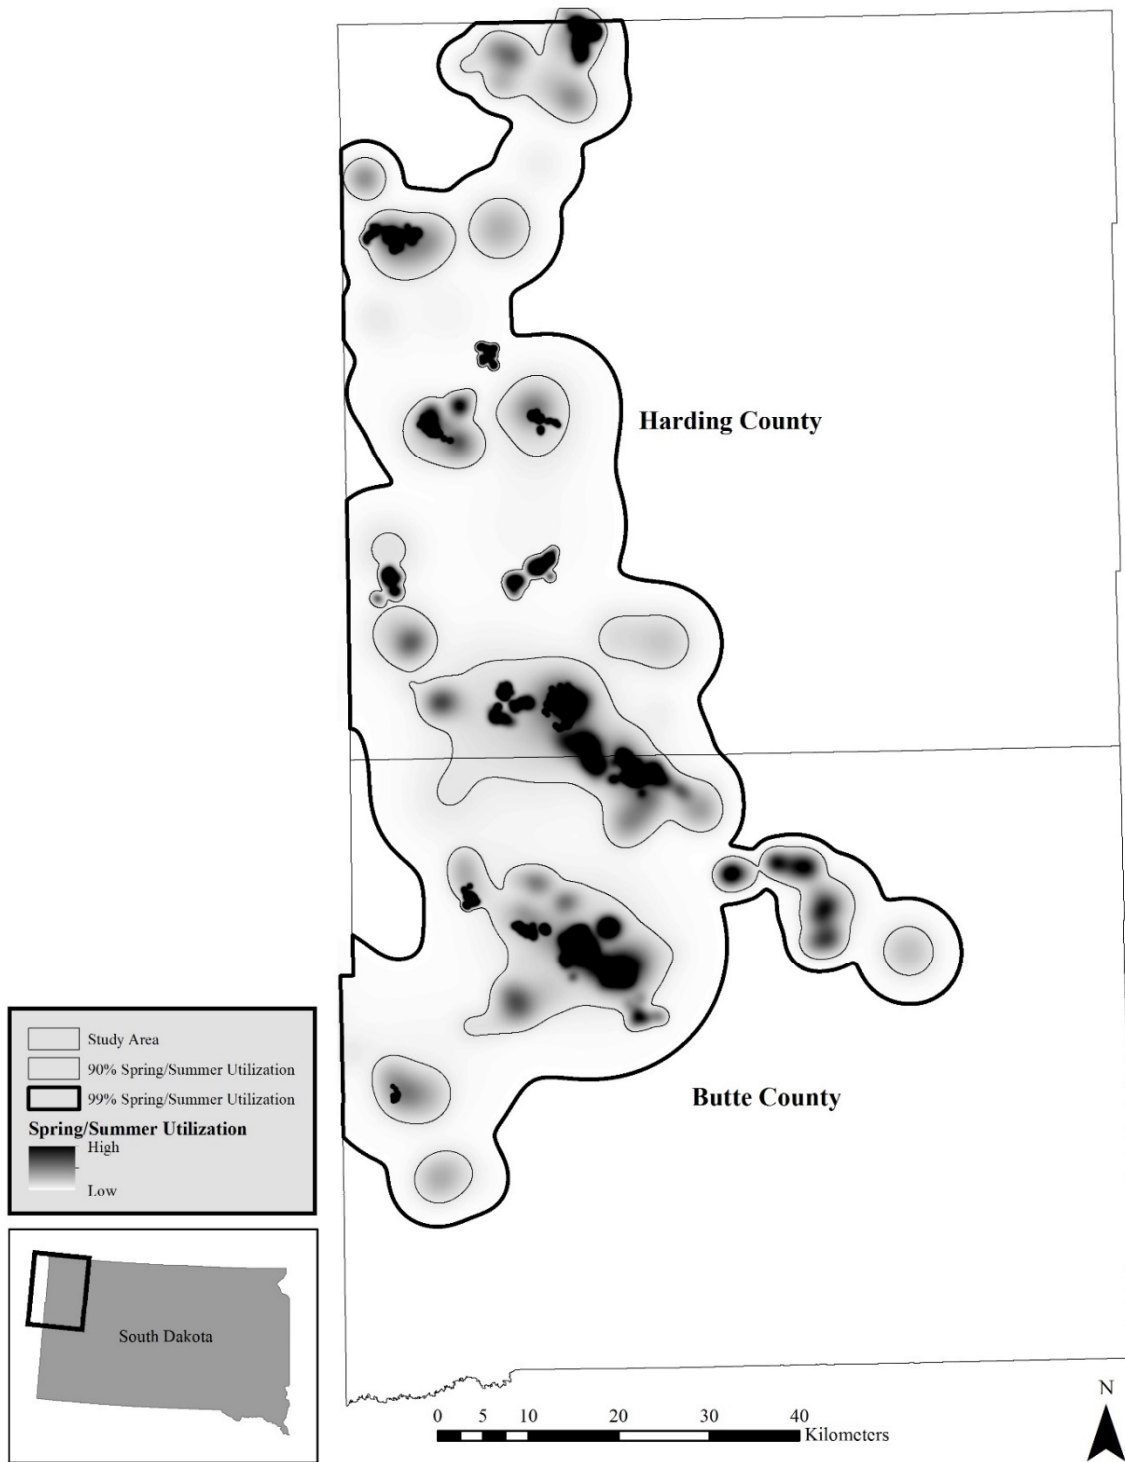 Harding County
Butte County
Study Area
90% Spring/Summer Utilization
99% Spring/Summer Utilization
Spring/Summer Utilization
High
Low
South Dakota
0 5 10 20 30 40
Kilometers
N